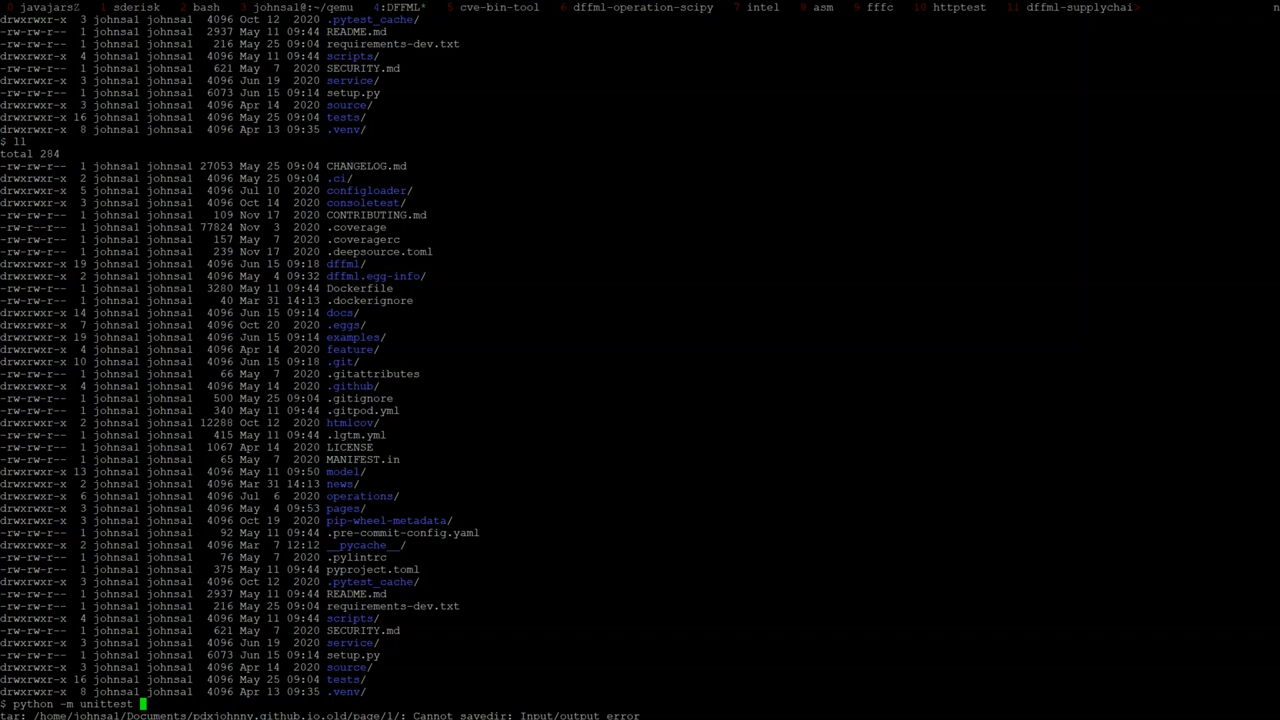 0 javajarsZ 1 sderisk 2 bash 3 johnsal@:~/qemu 4:DFFML* 5 cve-bin-tool 6 dffml-operation-scipy 7 intel 8 asm 9 fffc 10 httptest 11 dffml-supplychai> n
drwxrwxr-x 3 johnsal johnsal 4096 Oct 12 2020 .pytest_cache/
-rw-rw-r-- 1 johnsal johnsal 2937 May 11 09:44 README.md
-rw-rw-r-- 1 johnsal johnsal 216 May 25 09:04 requirements-dev.txt
drwxrwxr-x 4 johnsal johnsal 4096 May 11 09:44 scripts/
-rw-rw-r-- 1 johnsal johnsal 621 May 7 2020 SECURITY.md
drwxrwxr-x 3 johnsal johnsal 4096 Jun 19 2020 service/
-rw-rw-r-- 1 johnsal johnsal 6073 Jun 15 09:14 setup.py
drwxrwxr-x 3 johnsal johnsal 4096 Apr 14 2020 source/
drwxrwxr-x 16 johnsal johnsal 4096 May 25 09:04 tests/
drwxrwxr-x 8 johnsal johnsal 4096 Apr 13 09:35 .venv/
$ ll
total 284
-rw-rw-r-- 1 johnsal johnsal 27053 May 25 09:04 CHANGELOG.md
drwxrwxr-x 2 johnsal johnsal 4096 May 25 09:04 .ci/
drwxrwxr-x 5 johnsal johnsal 4096 Jul 10 2020 configloader/
drwxrwxr-x 3 johnsal johnsal 4096 Oct 14 2020 consoletest/
-rw-rw-r-- 1 johnsal johnsal 109 Nov 17 2020 CONTRIBUTING.md
-rw-r--r-- 1 johnsal johnsal 77824 Nov 3 2020 .coverage
-rw-rw-r-- 1 johnsal johnsal 157 May 7 2020 .coveragerc
-rw-rw-r-- 1 johnsal johnsal 239 Nov 17 2020 .deepsource.toml
drwxrwxr-x 19 johnsal johnsal 4096 Jun 15 09:18 dffml/
drwxrwxr-x 2 johnsal johnsal 4096 May 4 09:32 dffml.egg-info/
-rw-rw-r-- 1 johnsal johnsal 3280 May 11 09:44 Dockerfile
-rw-rw-r-- 1 johnsal johnsal 40 Mar 31 14:13 .dockerignore
drwxrwxr-x 14 johnsal johnsal 4096 Jun 15 09:14 docs/
drwxrwxr-x 7 johnsal johnsal 4096 Oct 20 2020 .eggs/
drwxrwxr-x 19 johnsal johnsal 4096 Jun 15 09:14 examples/
drwxrwxr-x 4 johnsal johnsal 4096 Apr 14 2020 feature/
drwxrwxr-x 10 johnsal johnsal 4096 Jun 15 09:18 .git/
-rw-rw-r-- 1 johnsal johnsal 66 May 7 2020 .gitattributes
drwxrwxr-x 4 johnsal johnsal 4096 May 14 2020 .github/
-rw-rw-r-- 1 johnsal johnsal 500 May 25 09:04 .gitignore
-rw-rw-r-- 1 johnsal johnsal 340 May 11 09:44 .gitpod.yml
drwxrwxr-x 2 johnsal johnsal 12288 Oct 12 2020 htmlcov/
-rw-rw-r-- 1 johnsal johnsal 415 May 11 09:44 .lgtm.yml
-rw-rw-r-- 1 johnsal johnsal 1067 Apr 14 2020 LICENSE
-rw-rw-r-- 1 johnsal johnsal 65 May 7 2020 MANIFEST.in
drwxrwxr-x 13 johnsal johnsal 4096 May 11 09:50 model/
drwxrwxr-x 2 johnsal johnsal 4096 Mar 31 14:13 news/
drwxrwxr-x 6 johnsal johnsal 4096 Jul 6 2020 operations/
drwxrwxr-x 3 johnsal johnsal 4096 May 4 09:53 pages/
drwxrwxr-x 3 johnsal johnsal 4096 Oct 19 2020 pip-wheel-metadata/
-rw-rw-r-- 1 johnsal johnsal 92 May 11 09:44 .pre-commit-config.yaml
drwxrwxr-x 2 johnsal johnsal 4096 Mar 7 12:12 __pycache__/
-rw-rw-r-- 1 johnsal johnsal 76 May 7 2020 .pylintrc
-rw-rw-r-- 1 johnsal johnsal 375 May 11 09:44 pyproject.toml
drwxrwxr-x 3 johnsal johnsal 4096 Oct 12 2020 .pytest_cache/
-rw-rw-r-- 1 johnsal johnsal 2937 May 11 09:44 README.md
-rw-rw-r-- 1 johnsal johnsal 216 May 25 09:04 requirements-dev.txt
drwxrwxr-x 4 johnsal johnsal 4096 May 11 09:44 scripts/
-rw-rw-r-- 1 johnsal johnsal 621 May 7 2020 SECURITY.md
drwxrwxr-x 3 johnsal johnsal 4096 Jun 19 2020 service/
-rw-rw-r-- 1 johnsal johnsal 6073 Jun 15 09:14 setup.py
drwxrwxr-x 3 johnsal johnsal 4096 Apr 14 2020 source/
drwxrwxr-x 16 johnsal johnsal 4096 May 25 09:04 tests/
drwxrwxr-x 8 johnsal johnsal 4096 Apr 13 09:35 .venv/
$ python -m unittest
tar: /home/johnsal/Documents/pdxjohnny.github.io.old/page/1/: Cannot savedir: Input/output error